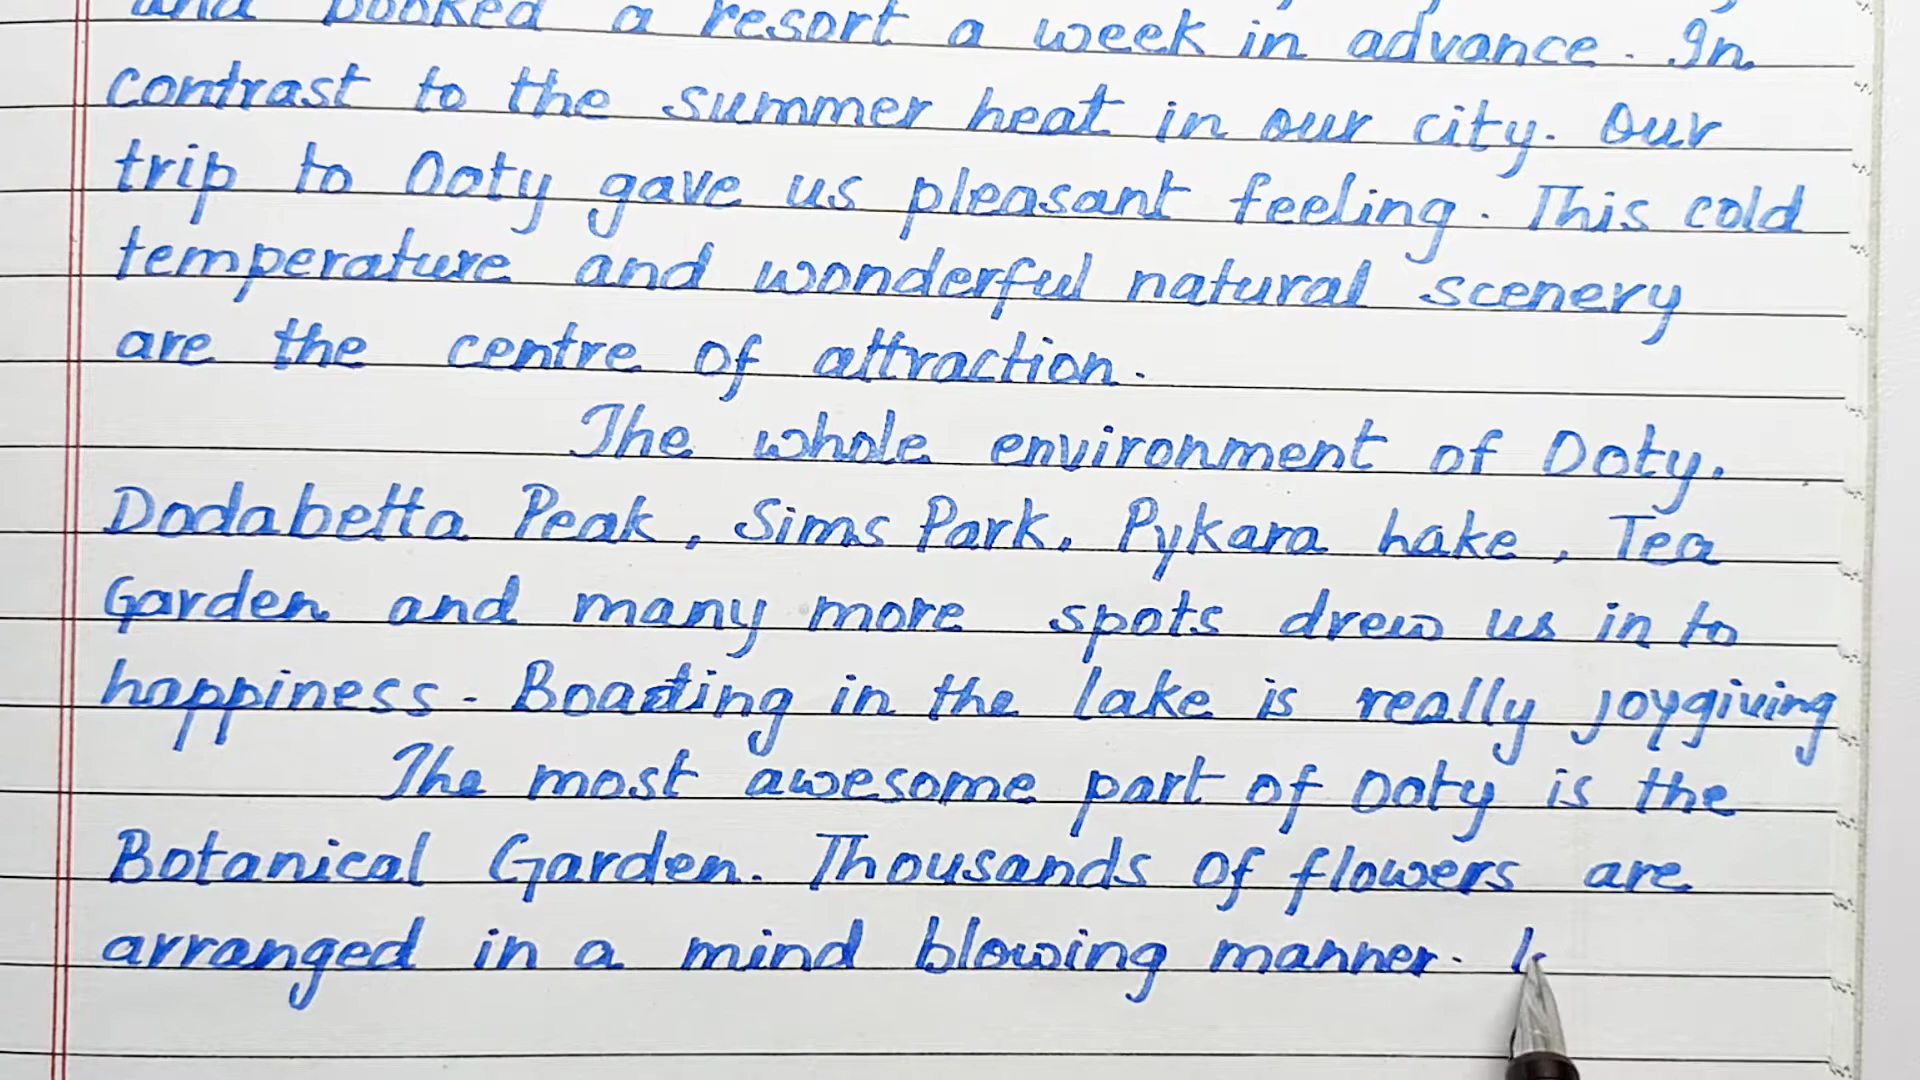 and booked a resort a week in advance. In
contrast to the summer heat in our city. Our
trip to Ooty gave us pleasant feeling. This cold
temperature and wonderful natural scenery
are the centre of attraction.
The whole environment of Ooty,
Dodabetta Peak, Sims Park, Pykara Lake, Tea
Garden and many more spots drew us in to
happiness. Boating in the lake is really joygiving
The most awesome part of Ooty is the
Botanical Garden. Thousands of flowers are
arranged in a mind blowing manner.